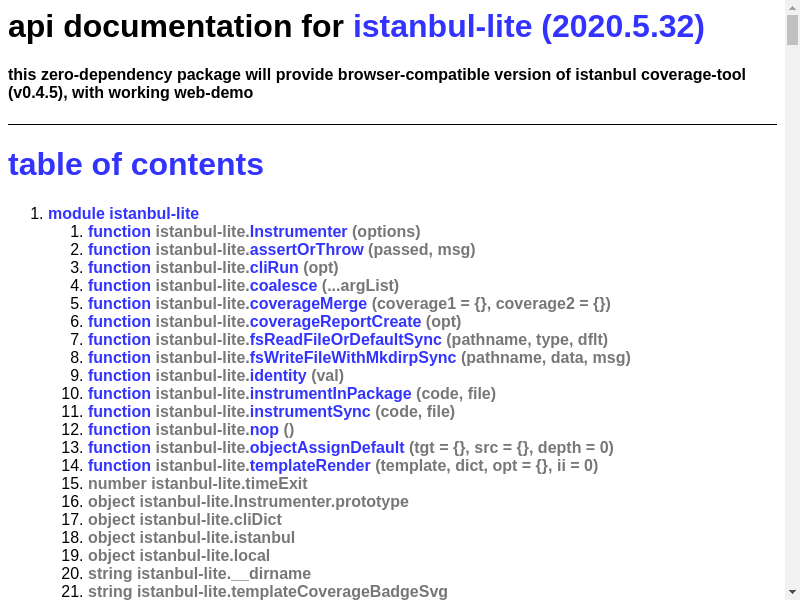 api documentation for istanbul-lite (2020.5.32)
this zero-dependency package will provide browser-compatible version of istanbul coverage-tool
(v0.4.5), with working web-demo
table of contents
1. module istanbul-lite
1. function istanbul-lite.Instrumenter (options)
2. function istanbul-lite.assertOrThrow (passed, msg)
3. function istanbul-lite.cliRun (opt)
4. function istanbul-lite.coalesce (...argList)
5. function istanbul-lite.coverageMerge (coverage1 = {}, coverage2 = {})
6. function istanbul-lite.coverageReportCreate (opt)
7. function istanbul-lite.fsReadFileOrDefaultSync (pathname, type, dflt)
8. function istanbul-lite.fsWriteFileWithMkdirpSync (pathname, data, msg)
9. function istanbul-lite.identity (val)
10. function istanbul-lite.instrumentInPackage (code, file)
11. function istanbul-lite.instrumentSync (code, file)
12. function istanbul-lite.nop ()
13. function istanbul-lite.objectAssignDefault (tgt = {}, src = {}, depth = 0)
14. function istanbul-lite.templateRender (template, dict, opt = {}, ii = 0)
15. number istanbul-lite.timeExit
16. object istanbul-lite.Instrumenter.prototype
17. object istanbul-lite.cliDict
18. object istanbul-lite.istanbul
19. object istanbul-lite.local
20. string istanbul-lite.__dirname
21. string istanbul-lite.templateCoverageBadgeSvg